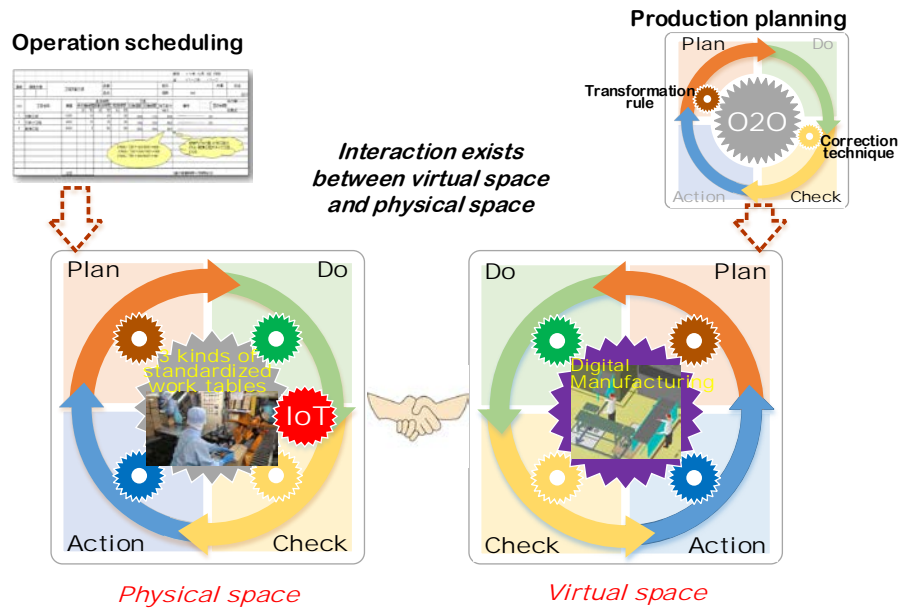 Production planning
Operation scheduling
Plan
Do
Transformation
rule
O2O
Correction
technique
Action
Check
Interaction exists
between virtual space
and physical space
Plan
Do
3 kinds of
standardized
work tables
IoT
Action
Check
Do
Plan
Digital
Manufacturing
Check
Action
Physical space
Virtual space